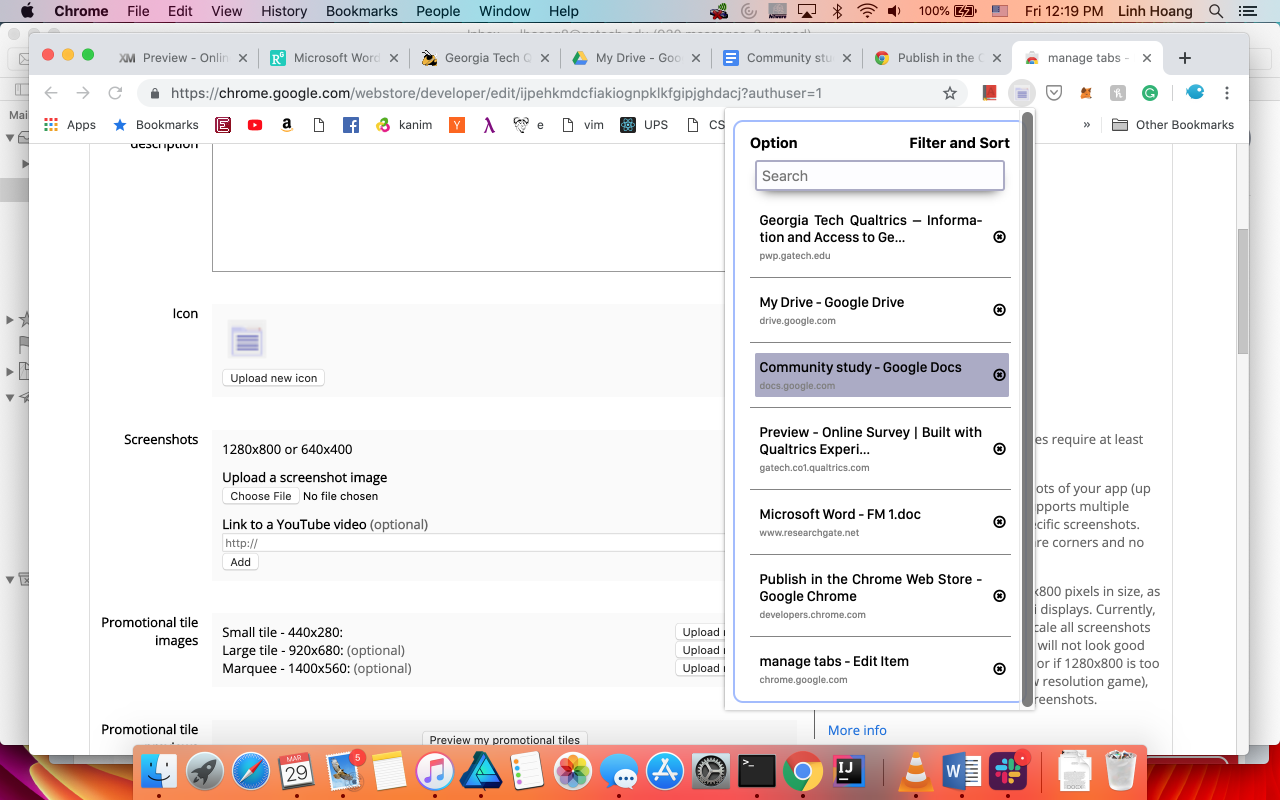 Chrome File Edit View History Bookmarks People Window Help 100% Fri 12:19 PM Linh Hoang
Preview - Onlin
Microsoft Word
Georgia Tech Q
My Drive - Goo
Community stu
Publish in the C
manage tabs -
https://chrome.google.com/webstore/developer/edit/ijpehkmdcfiakiognpklkfgipjghdacj?authuser=1
Apps Bookmarks kanim e vim UPS CS » Other Bookmarks
description
Option Filter and Sort
Search
Georgia Tech Qualtrics – Informa-
tion and Access to Ge...
pwp.gatech.edu
My Drive - Google Drive
drive.google.com
Community study - Google Docs
docs.google.com
Preview - Online Survey | Built with
Qualtrics Experi...
gatech.co1.qualtrics.com
Microsoft Word - FM 1.doc
www.researchgate.net
Publish in the Chrome Web Store -
Google Chrome
developers.chrome.com
manage tabs - Edit Item
chrome.google.com
Icon
Upload new icon
Screenshots
1280x800 or 640x400
Upload a screenshot image
Choose File No file chosen
Link to a YouTube video (optional)
http://
Add
Promotional tile
images
Small tile - 440x280: Upload
Large tile - 920x680: (optional) Upload
Marquee - 1400x560: (optional) Upload
Promotional tile
Preview my promotional tiles
es require at least
ots of your app (up
pports multiple
cific screenshots.
re corners and no
x800 pixels in size, as
i displays. Currently,
cale all screenshots
will not look good
or if 1280x800 is too
w resolution game),
reenshots.
More info
MAR
29
5